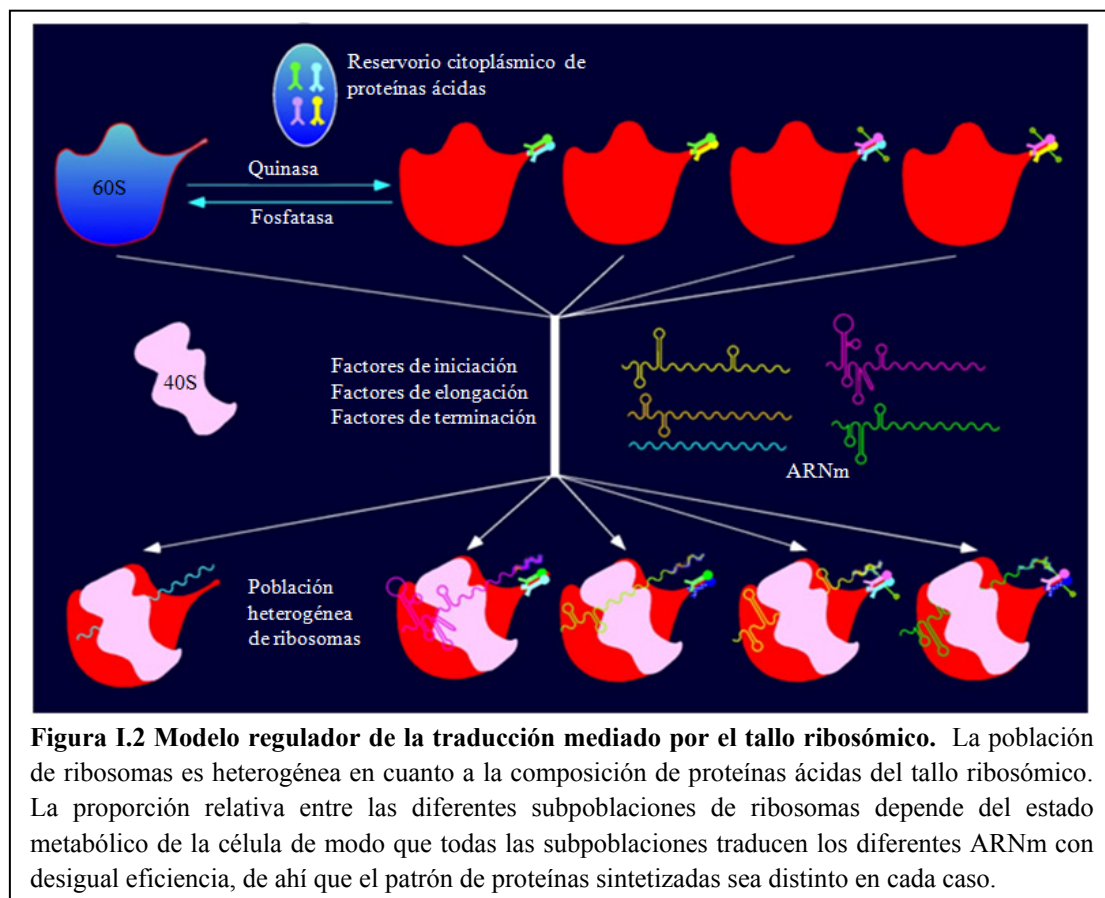 Reservorio citoplásmico de
proteínas ácidas
60S
Quinasa
Fosfatasa
40S
Factores de iniciación
Factores de elongación
Factores de terminación
ARNm
Población
heterogénea
de ribosomas
Figura I.2 Modelo regulador de la traducción mediado por el tallo ribosómico. La población
de ribosomas es heterogénea en cuanto a la composición de proteínas ácidas del tallo ribosómico.
La proporción relativa entre las diferentes subpoblaciones de ribosomas depende del estado
metabólico de la célula de modo que todas las subpoblaciones traducen los diferentes ARNm con
desigual eficiencia, de ahí que el patrón de proteínas sintetizadas sea distinto en cada caso.